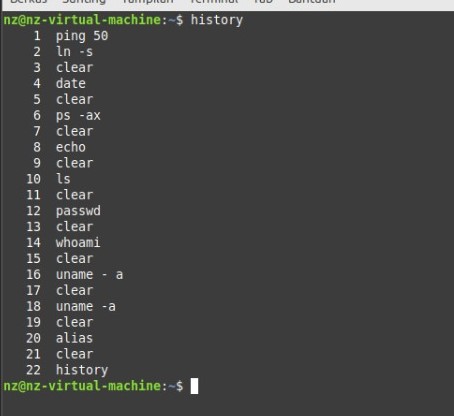 Berkas Sunting Tampilan Terminal Tab Bantuan
nz@nz-virtual-machine:~$ history
1 ping 50
2 ln -s
3 clear
4 date
5 clear
6 ps -ax
7 clear
8 echo
9 clear
10 ls
11 clear
12 passwd
13 clear
14 whoami
15 clear
16 uname - a
17 clear
18 uname -a
19 clear
20 alias
21 clear
22 history
nz@nz-virtual-machine:~$